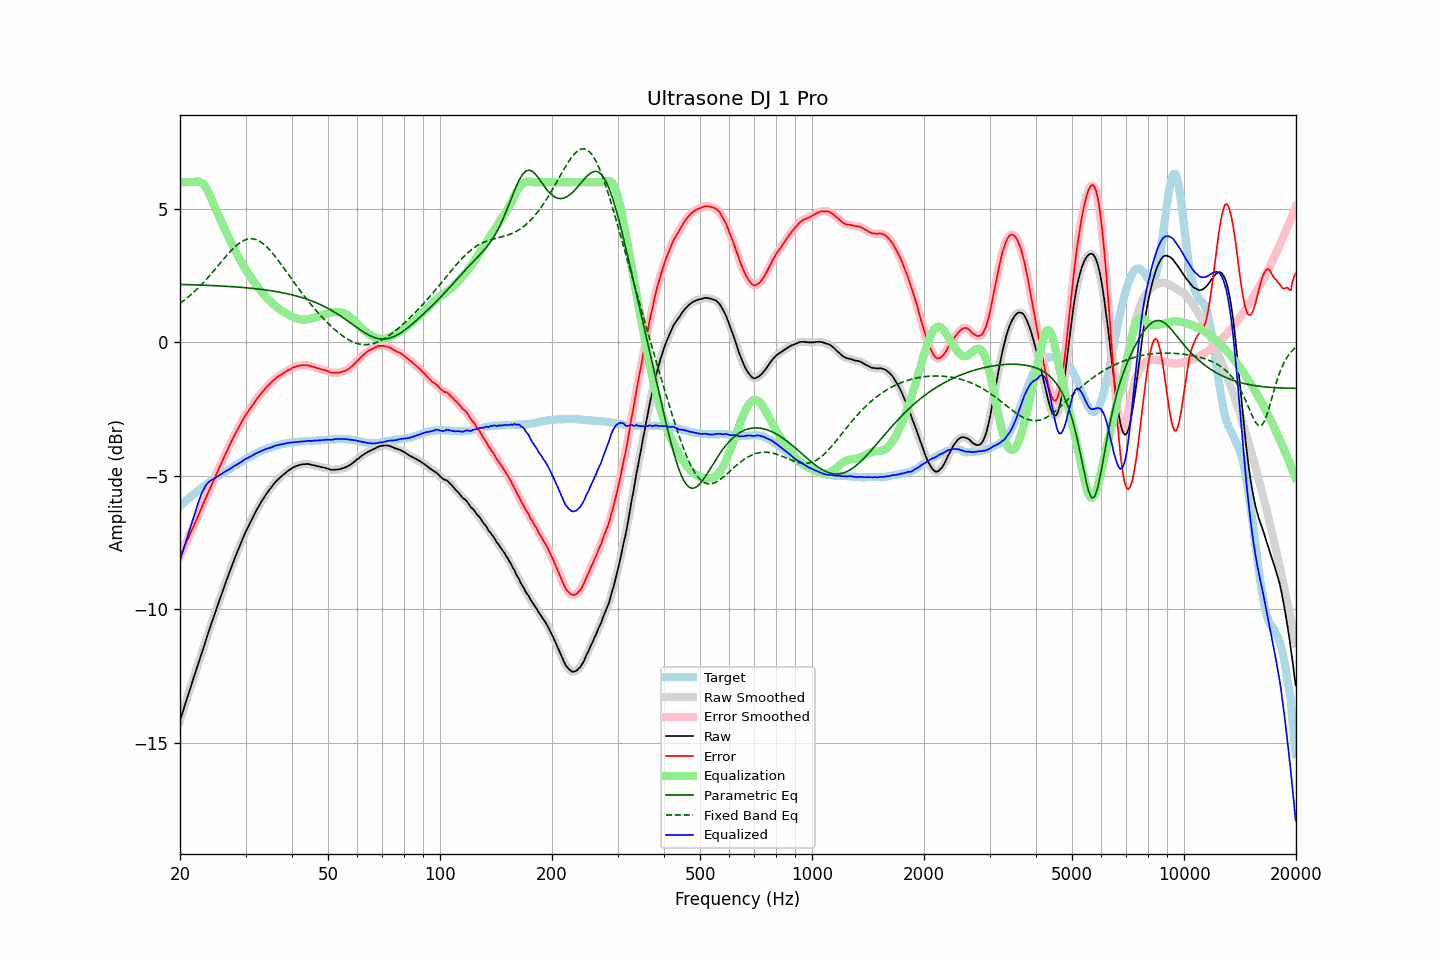 Ultrasone DJ 1 Pro
Amplitude (dBr)
5
0
−5
−10
−15
20
50
100
200
500
1000
2000
5000
10000
20000
Frequency (Hz)
Target
Raw Smoothed
Error Smoothed
Raw
Error
Equalization
Parametric Eq
Fixed Band Eq
Equalized